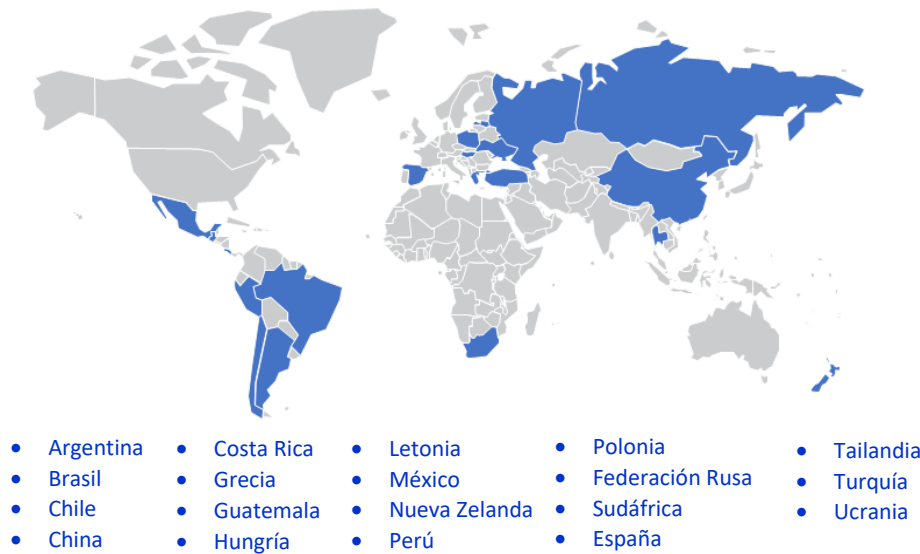 • Argentina
• Brasil
• Chile
• China
• Costa Rica
• Grecia
• Guatemala
• Hungría
• Letonia
• México
• Nueva Zelanda
• Perú
• Polonia
• Federación Rusa
• Sudáfrica
• España
• Tailandia
• Turquía
• Ucrania